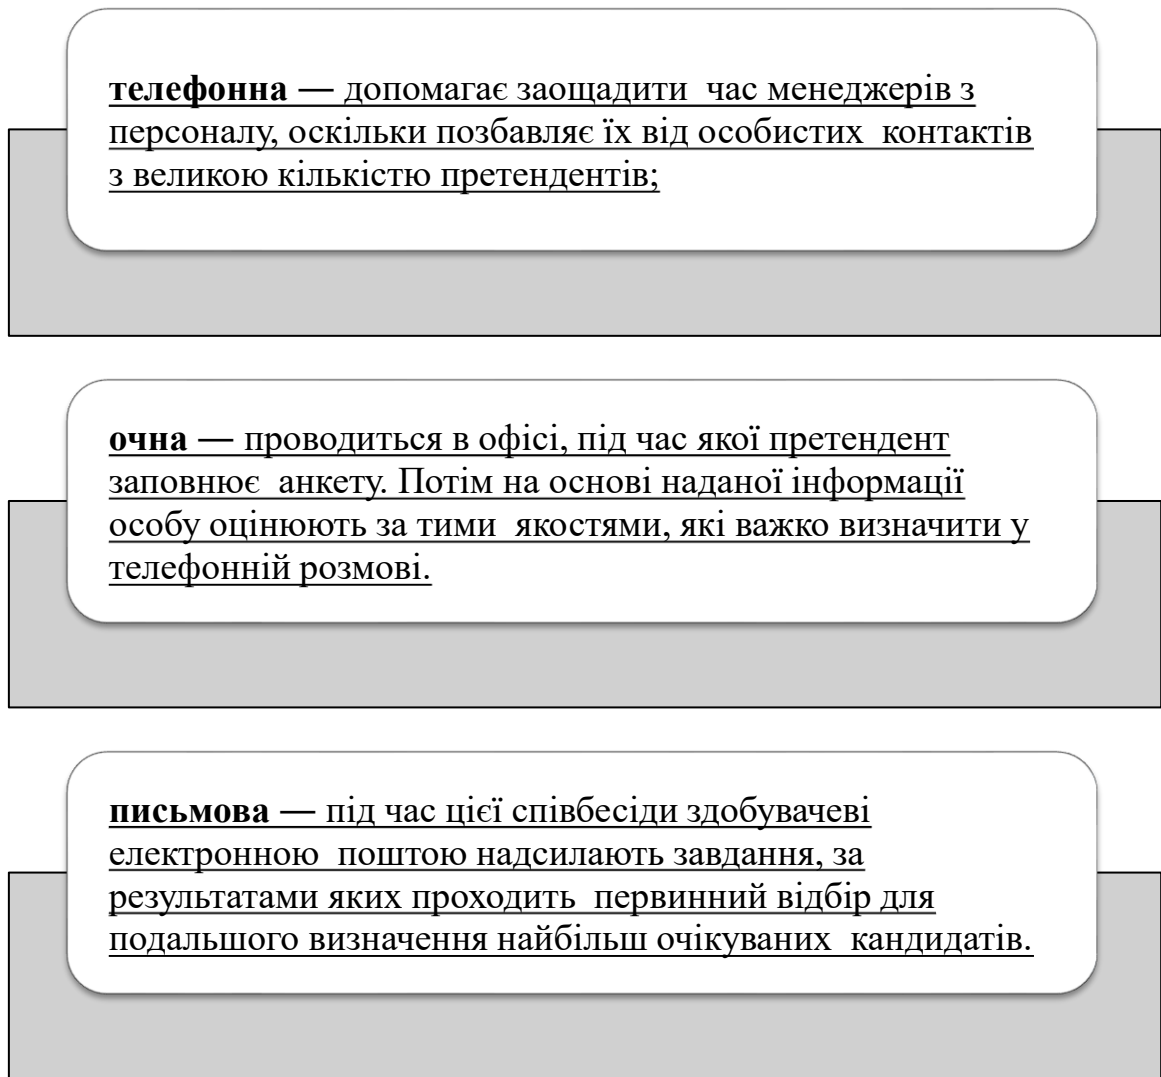 телефонна — допомагає заощадити  час менеджерів з
персоналу, оскільки позбавляє їх від особистих  контактів
з великою кількістю претендентів;
очна — проводиться в офісі, під час якої претендент
заповнює  анкету. Потім на основі наданої інформації
особу оцінюють за тими  якостями, які важко визначити у
телефонній розмові.
письмова — під час цієї співбесіди здобувачеві
електронною  поштою надсилають завдання, за
результатами яких проходить  первинний відбір для
подальшого визначення найбільш очікуваних  кандидатів.